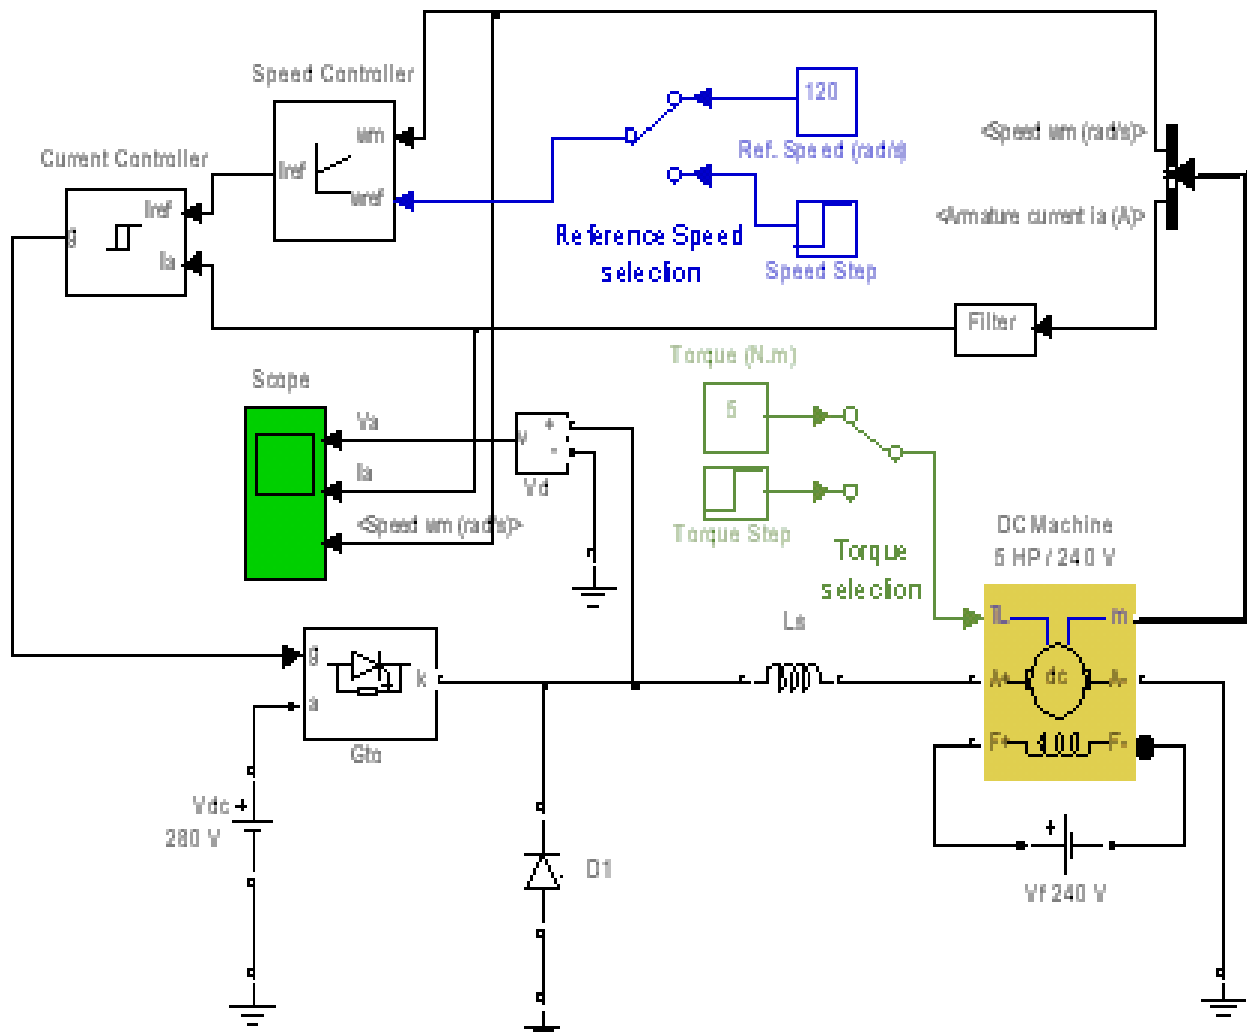 Speed Controller
wm
Iref
wref
Current Controller
Iref
g
Ia
120
Ref. Speed (rad/s)
Reference Speed
selection
Speed Step
<Speed wm (rad/s)>
<Armature current ia (A)>
Filter
Scope
Va
Ia
<Speed wm (rad/s)>
v
+
-
Vd
Torque (N.m)
5
Torque Step
Torque
selection
DC Machine
5 HP / 240 V
TL
m
A+
dc
A-
F+
F-
Ls
g
a
k
Gto
Vdc
+
280 V
D1
+
Vf 240 V